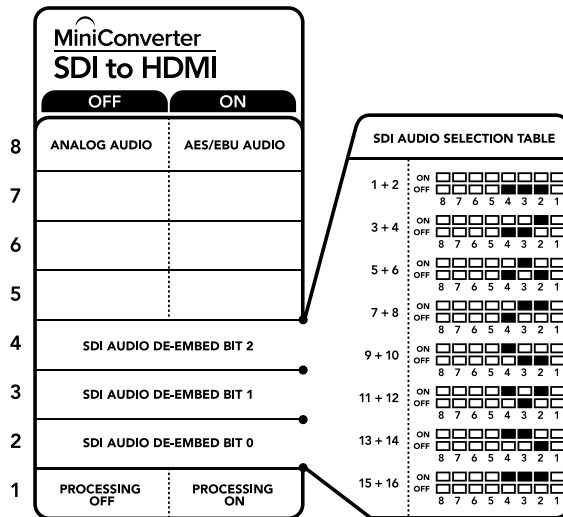 MiniConverter
SDI to HDMI
OFF ON
8 ANALOG AUDIO AES/EBU AUDIO
7
6
5
4 SDI AUDIO DE-EMBED BIT 2
3 SDI AUDIO DE-EMBED BIT 1
2 SDI AUDIO DE-EMBED BIT 0
1 PROCESSING OFF PROCESSING ON
SDI AUDIO SELECTION TABLE
1 + 2 ON
OFF
8 7 6 5 4 3 2 1
3 + 4 ON
OFF
8 7 6 5 4 3 2 1
5 + 6 ON
OFF
8 7 6 5 4 3 2 1
7 + 8 ON
OFF
8 7 6 5 4 3 2 1
9 + 10 ON
OFF
8 7 6 5 4 3 2 1
11 + 12 ON
OFF
8 7 6 5 4 3 2 1
13 + 14 ON
OFF
8 7 6 5 4 3 2 1
15 + 16 ON
OFF
8 7 6 5 4 3 2 1